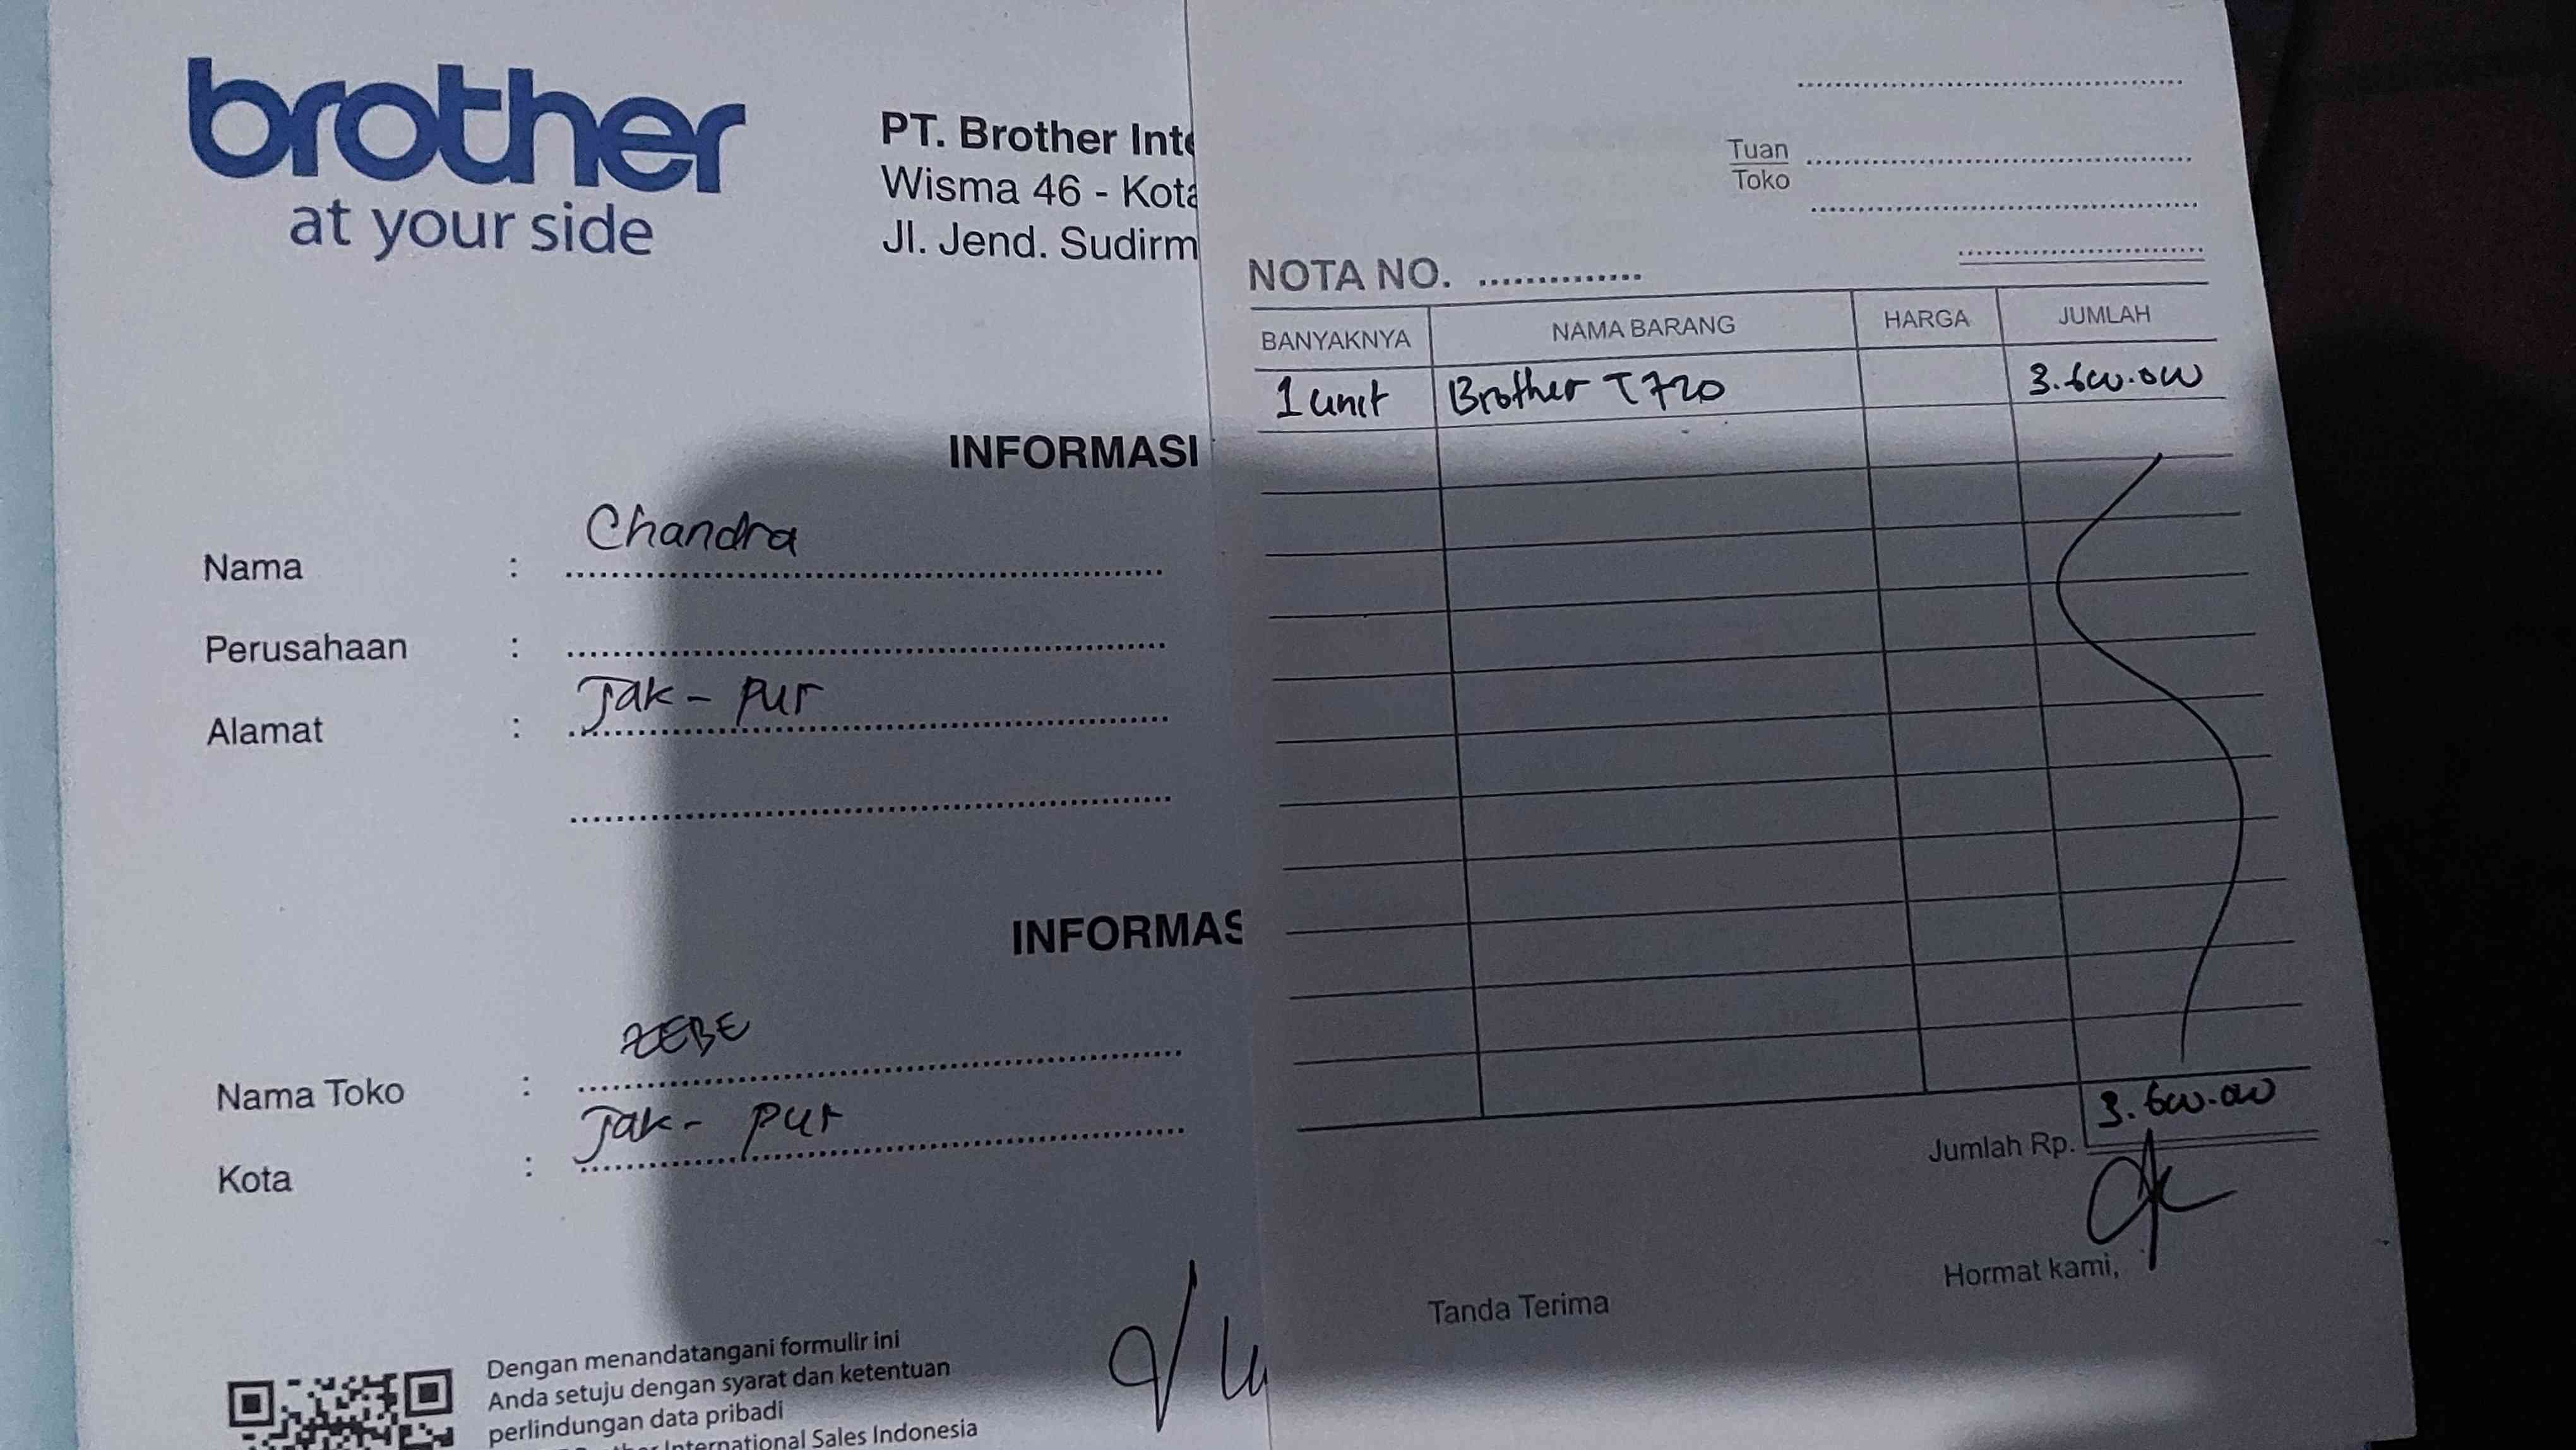 brother
at your side
PT. Brother Inte
Wisma 46 - Kota
Jl. Jend. Sudirm
INFORMASI
Nama : Chandra
Perusahaan :
Alamat : Jak - pur
INFORMAS
Nama Toko : ZEBE
Kota : Jak - pur
Dengan menandatangani formulir ini
Anda setuju dengan syarat dan ketentuan
perlindungan data pribadi
International Sales Indonesia
Tuan
Toko
NOTA NO.
BANYAKNYA NAMA BARANG HARGA JUMLAH
1 unit Brother T720 3.600.000
Jumlah Rp. 3.600.000
Tanda Terima Hormat kami,